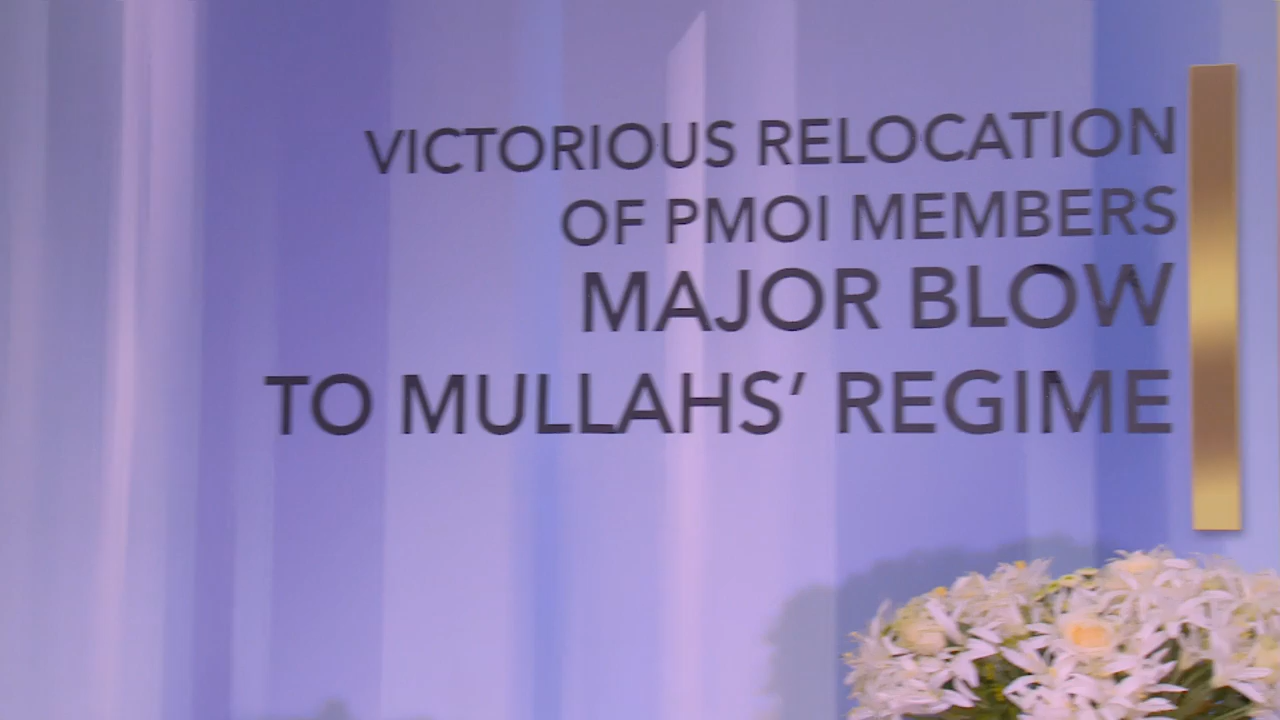 VICTORIOUS RELOCATION
OF PMOI MEMBERS
MAJOR BLOW
TO MULLAHS’ REGIME